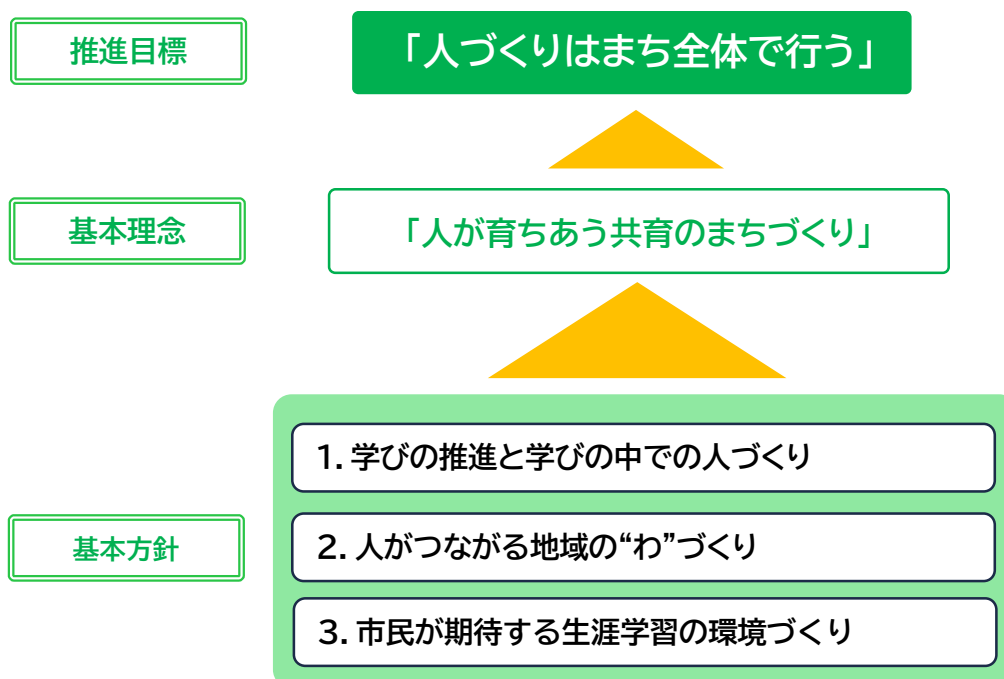 推進目標
「人づくりはまち全体で行う」
基本理念
「人が育ちあう共育のまちづくり」
1. 学びの推進と学びの中での人づくり
基本方針
2. 人がつながる地域の“わ”づくり
3. 市民が期待する生涯学習の環境づくり